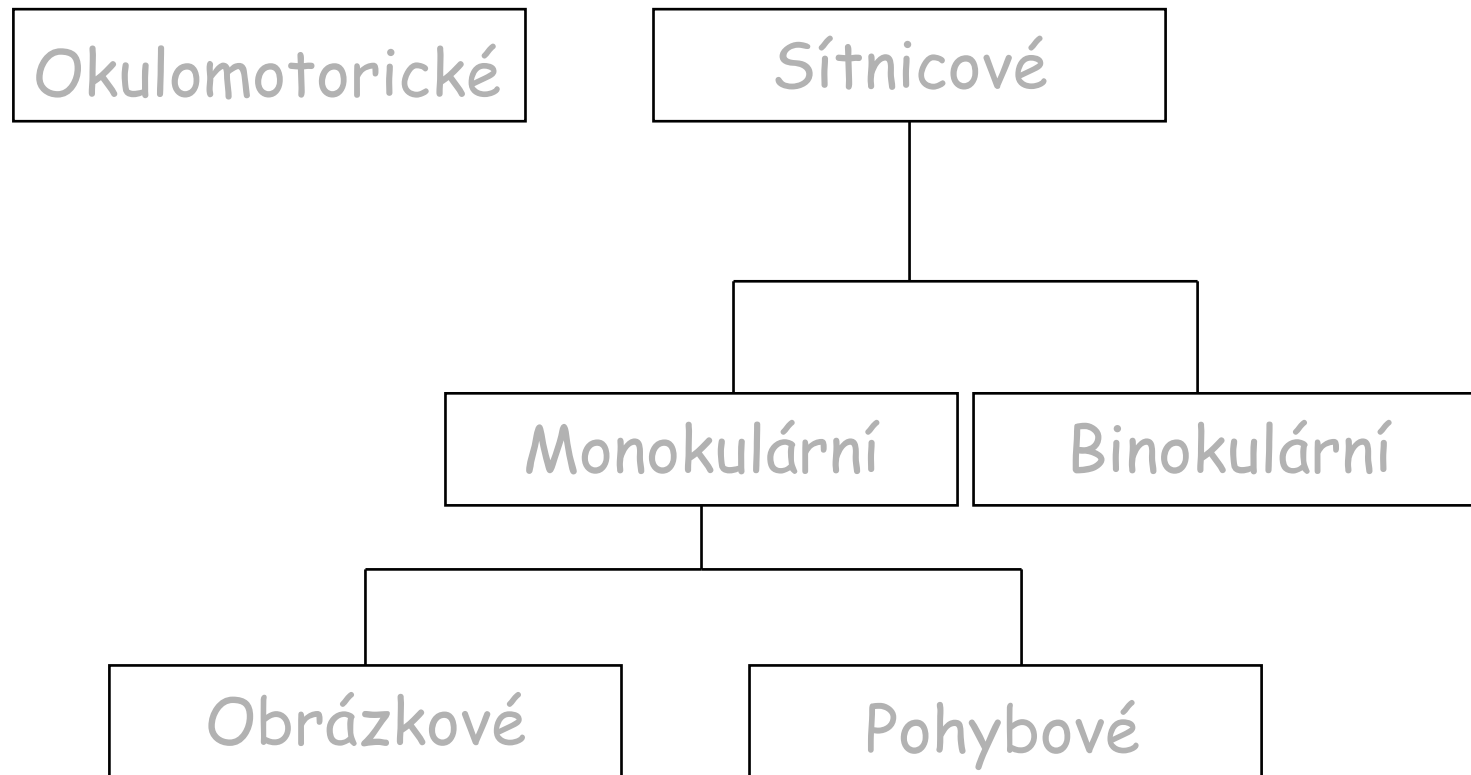 Okulomotorické
Sítnicové
Monokulární
Binokulární
Obrázkové
Pohybové